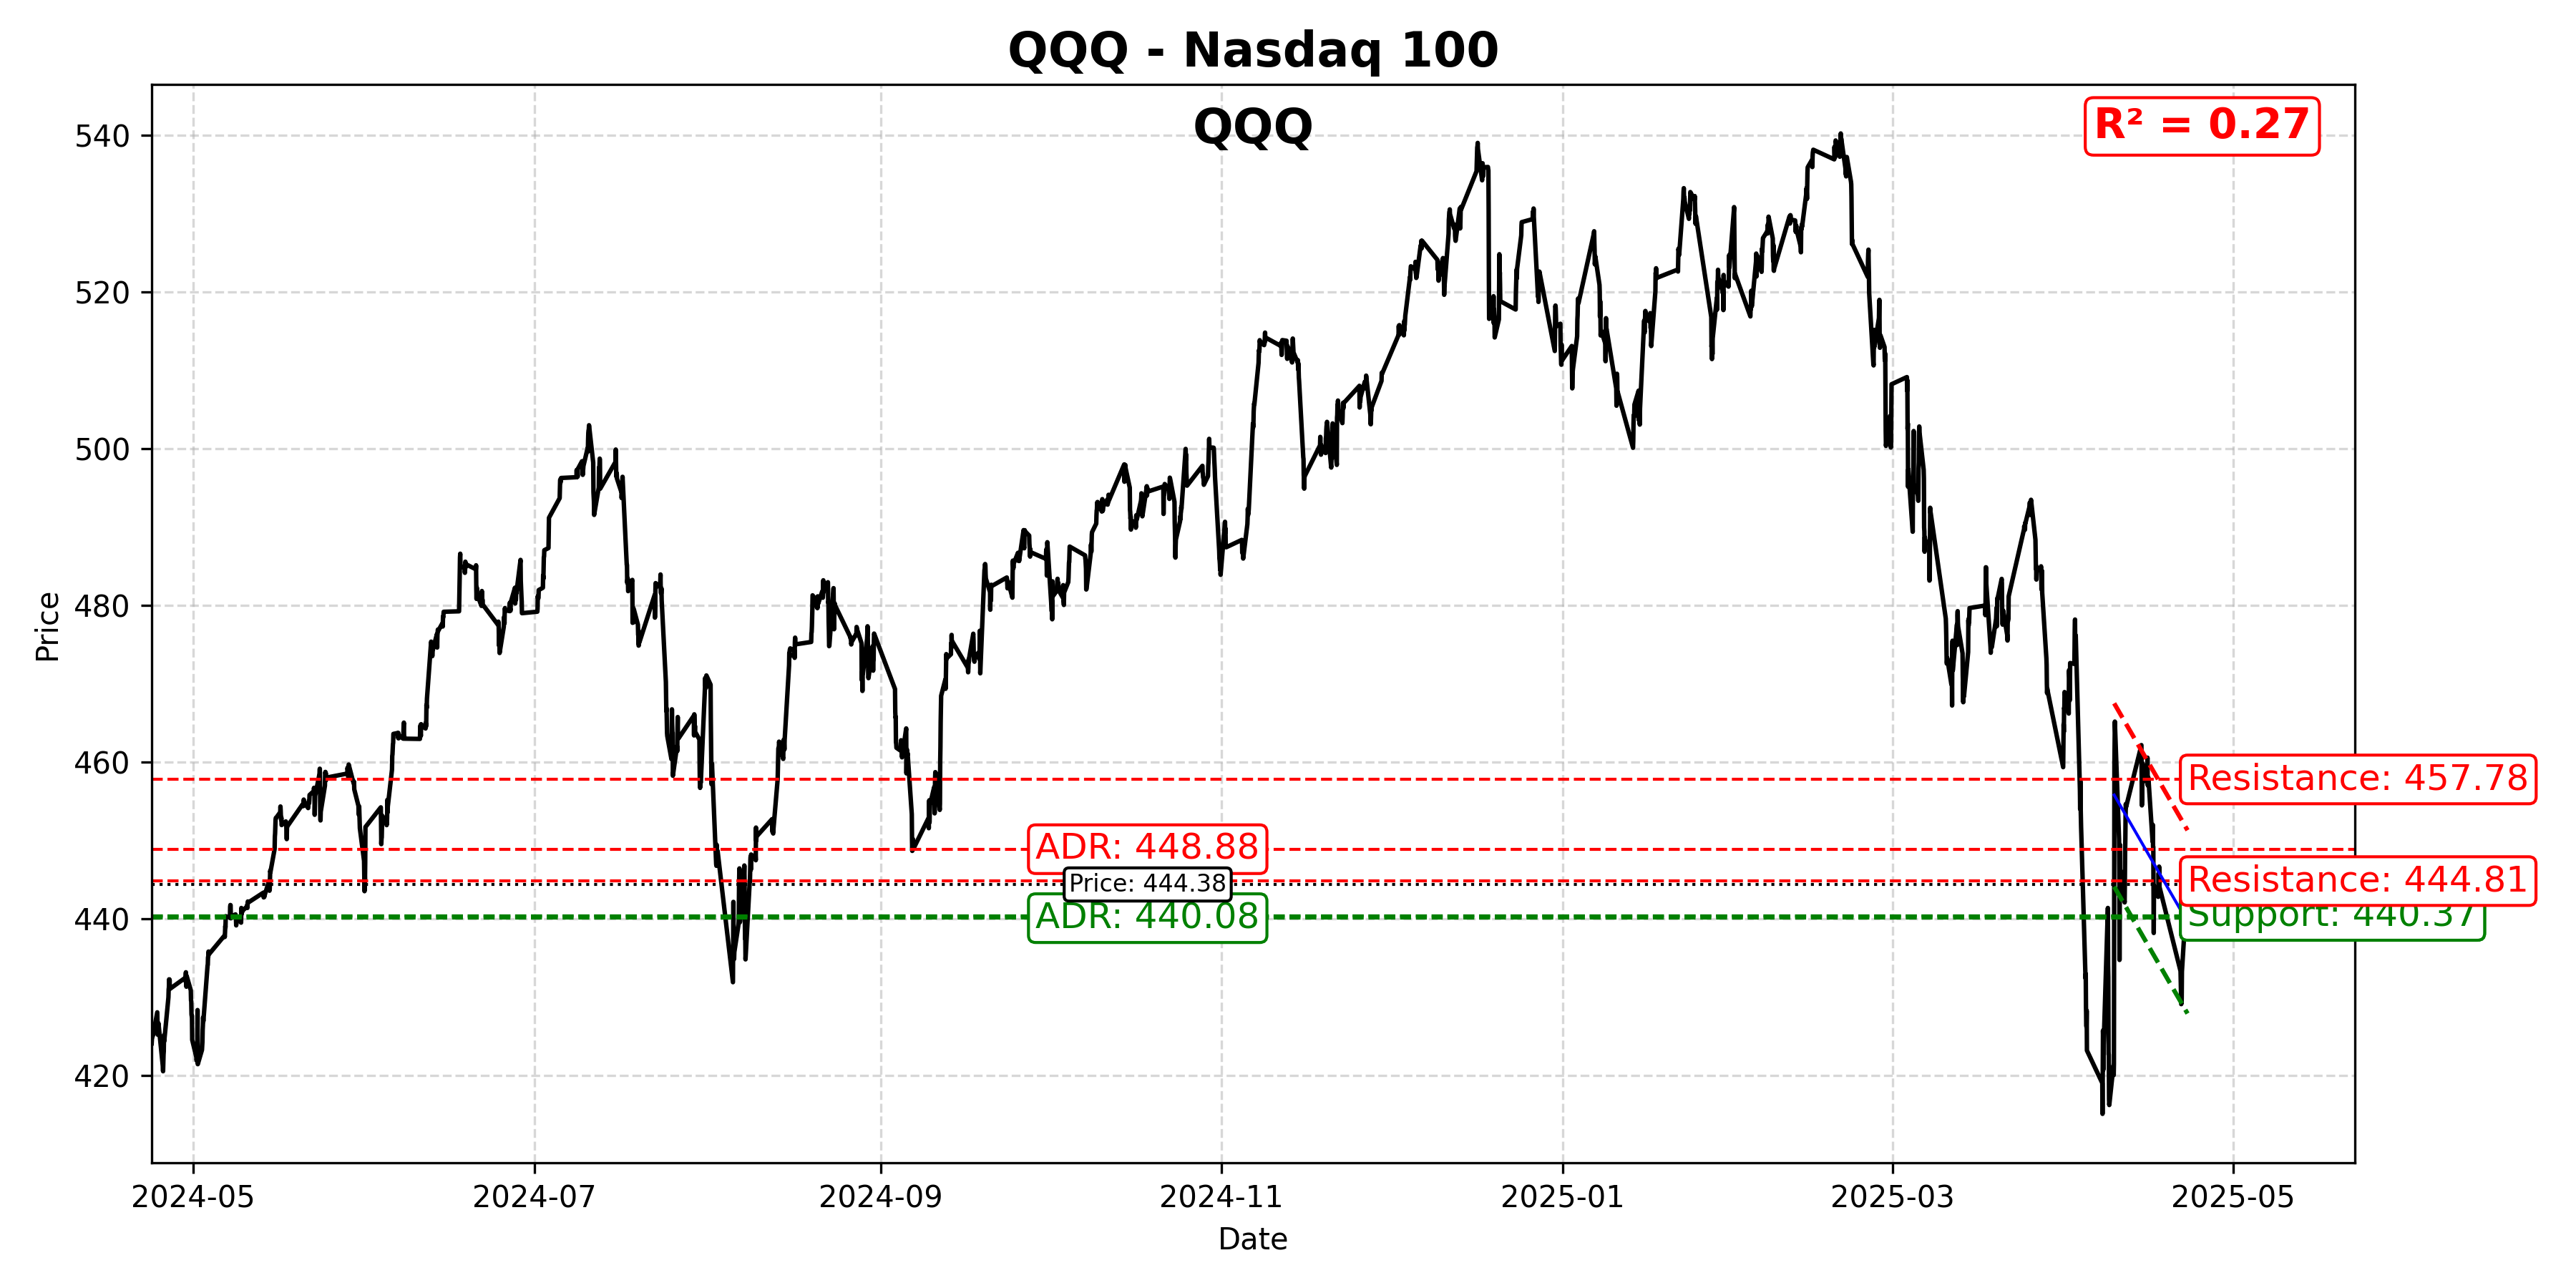 QQQ - Nasdaq 100
QQQ
R² = 0.27
540
520
500
480
460
440
420
Price
Resistance: 457.78
ADR: 448.88
Price: 444.38
Resistance: 444.81
ADR: 440.08
Support: 440.37
2024-05
2024-07
2024-09
2024-11
2025-01
2025-03
2025-05
Date